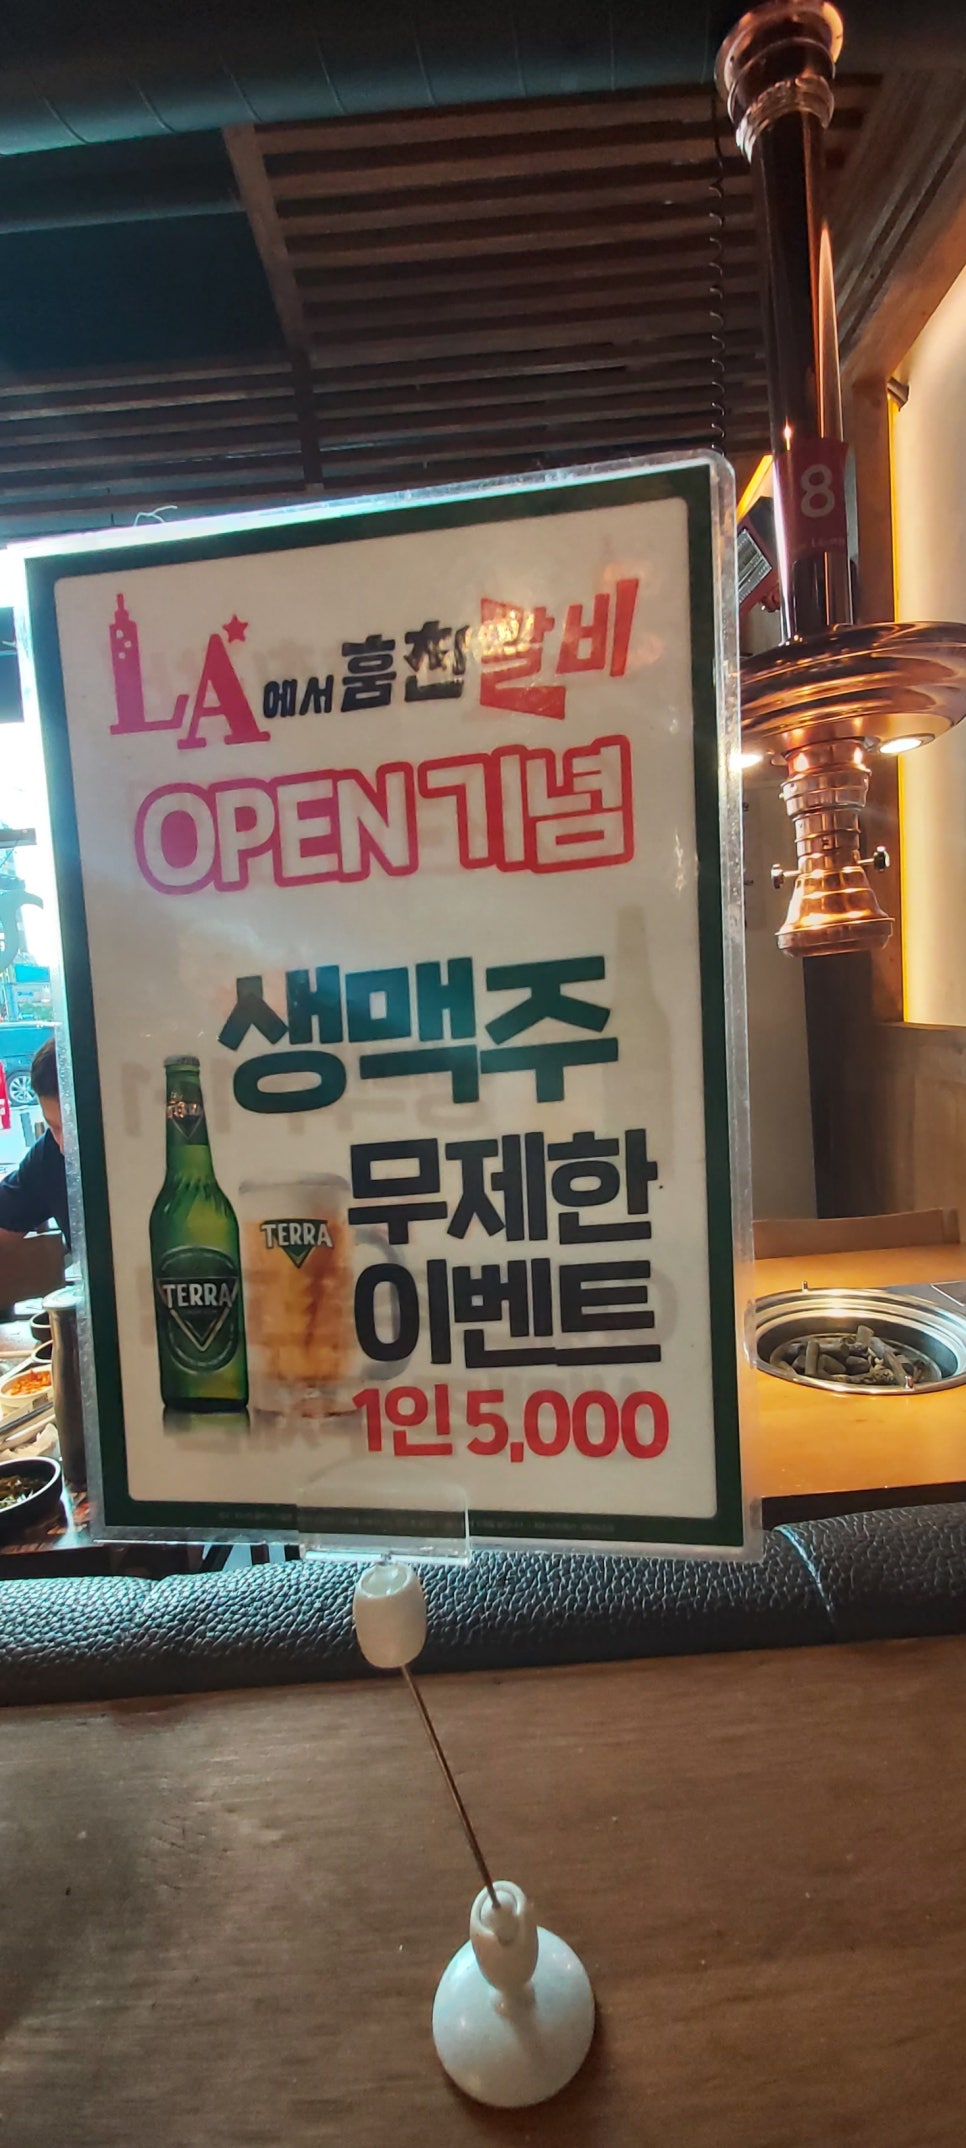 LA에서 훔친 갈비
OPEN 기념
생맥주
무제한
이벤트
1인 5,000
TERRA
TERRA
8